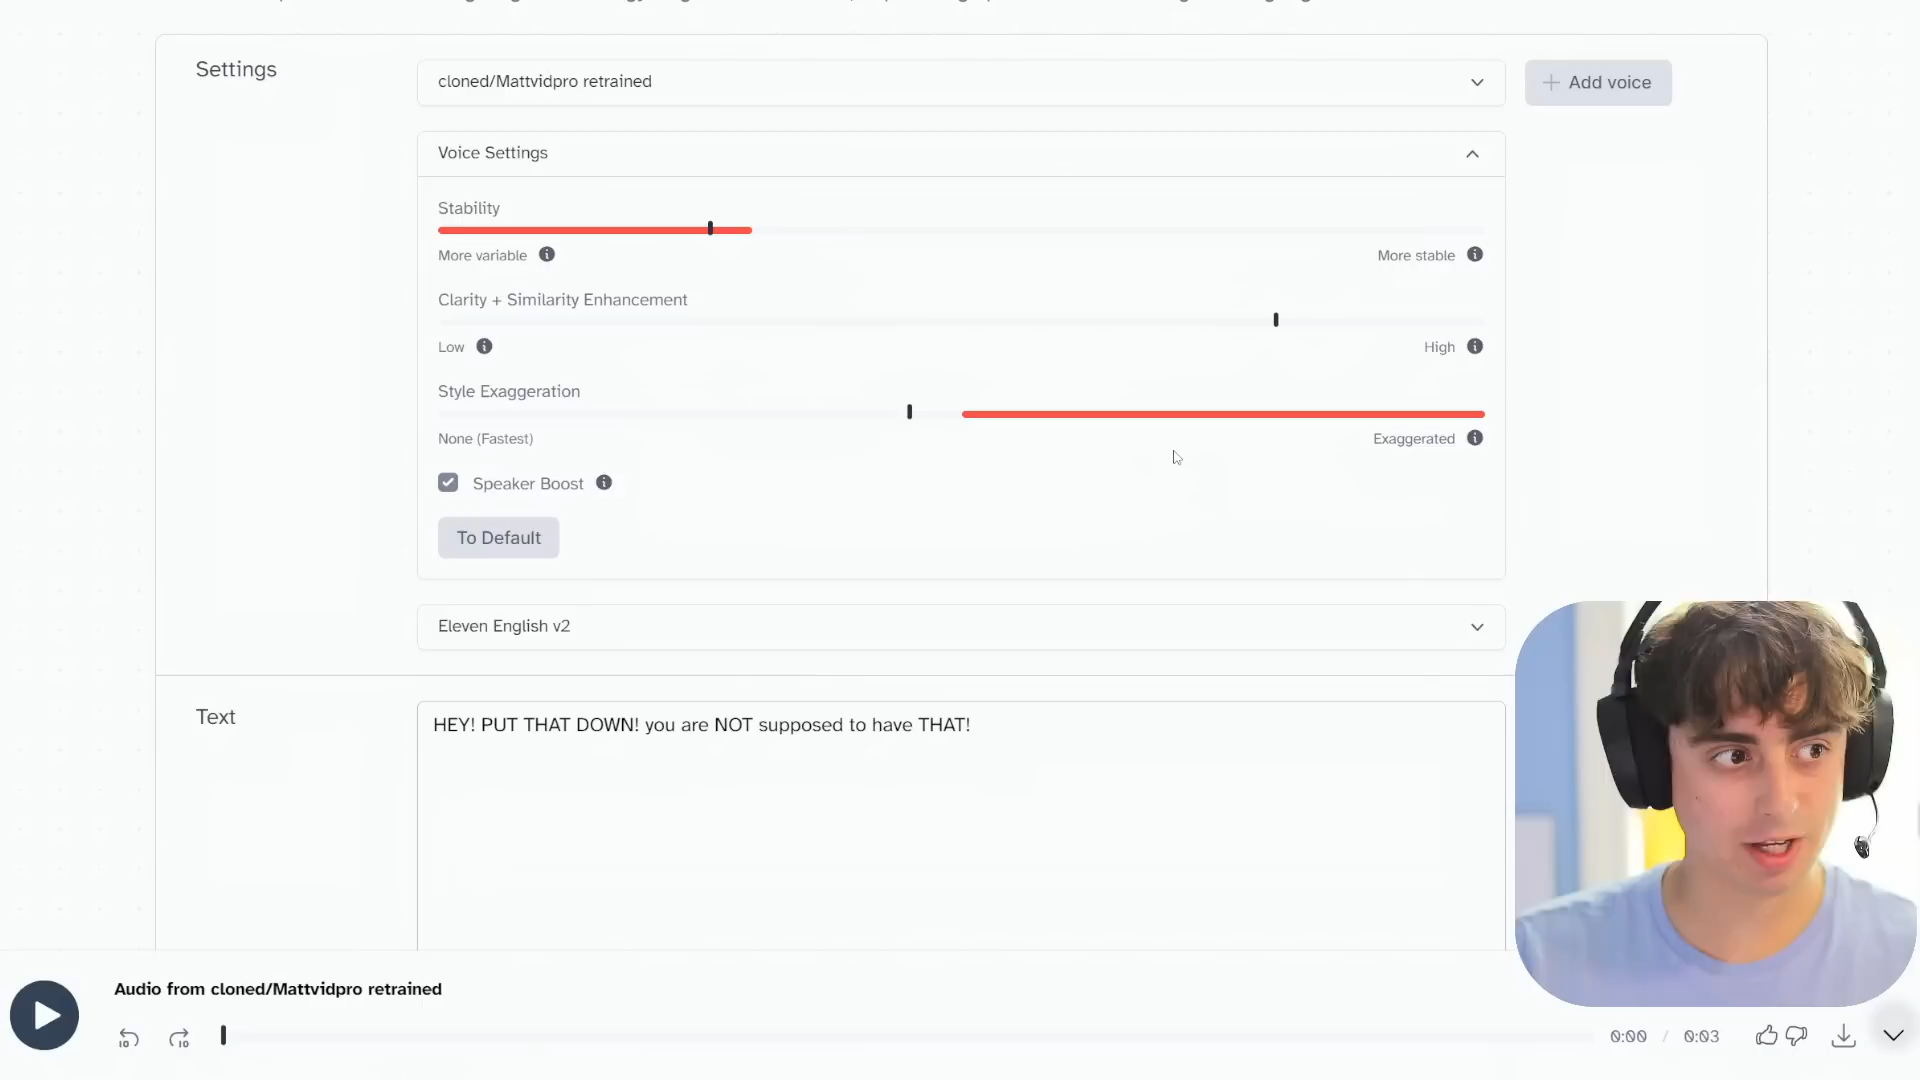 Settings
cloned/Mattvidpro retrained
Add voice
Voice Settings
Stability
More variable
More stable
Clarity + Similarity Enhancement
Low
High
Style Exaggeration
None (Fastest)
Exaggerated
Speaker Boost
To Default
Eleven English v2
Text
HEY! PUT THAT DOWN! you are NOT supposed to have THAT!
Audio from cloned/Mattvidpro retrained
10
10
0:00 / 0:03